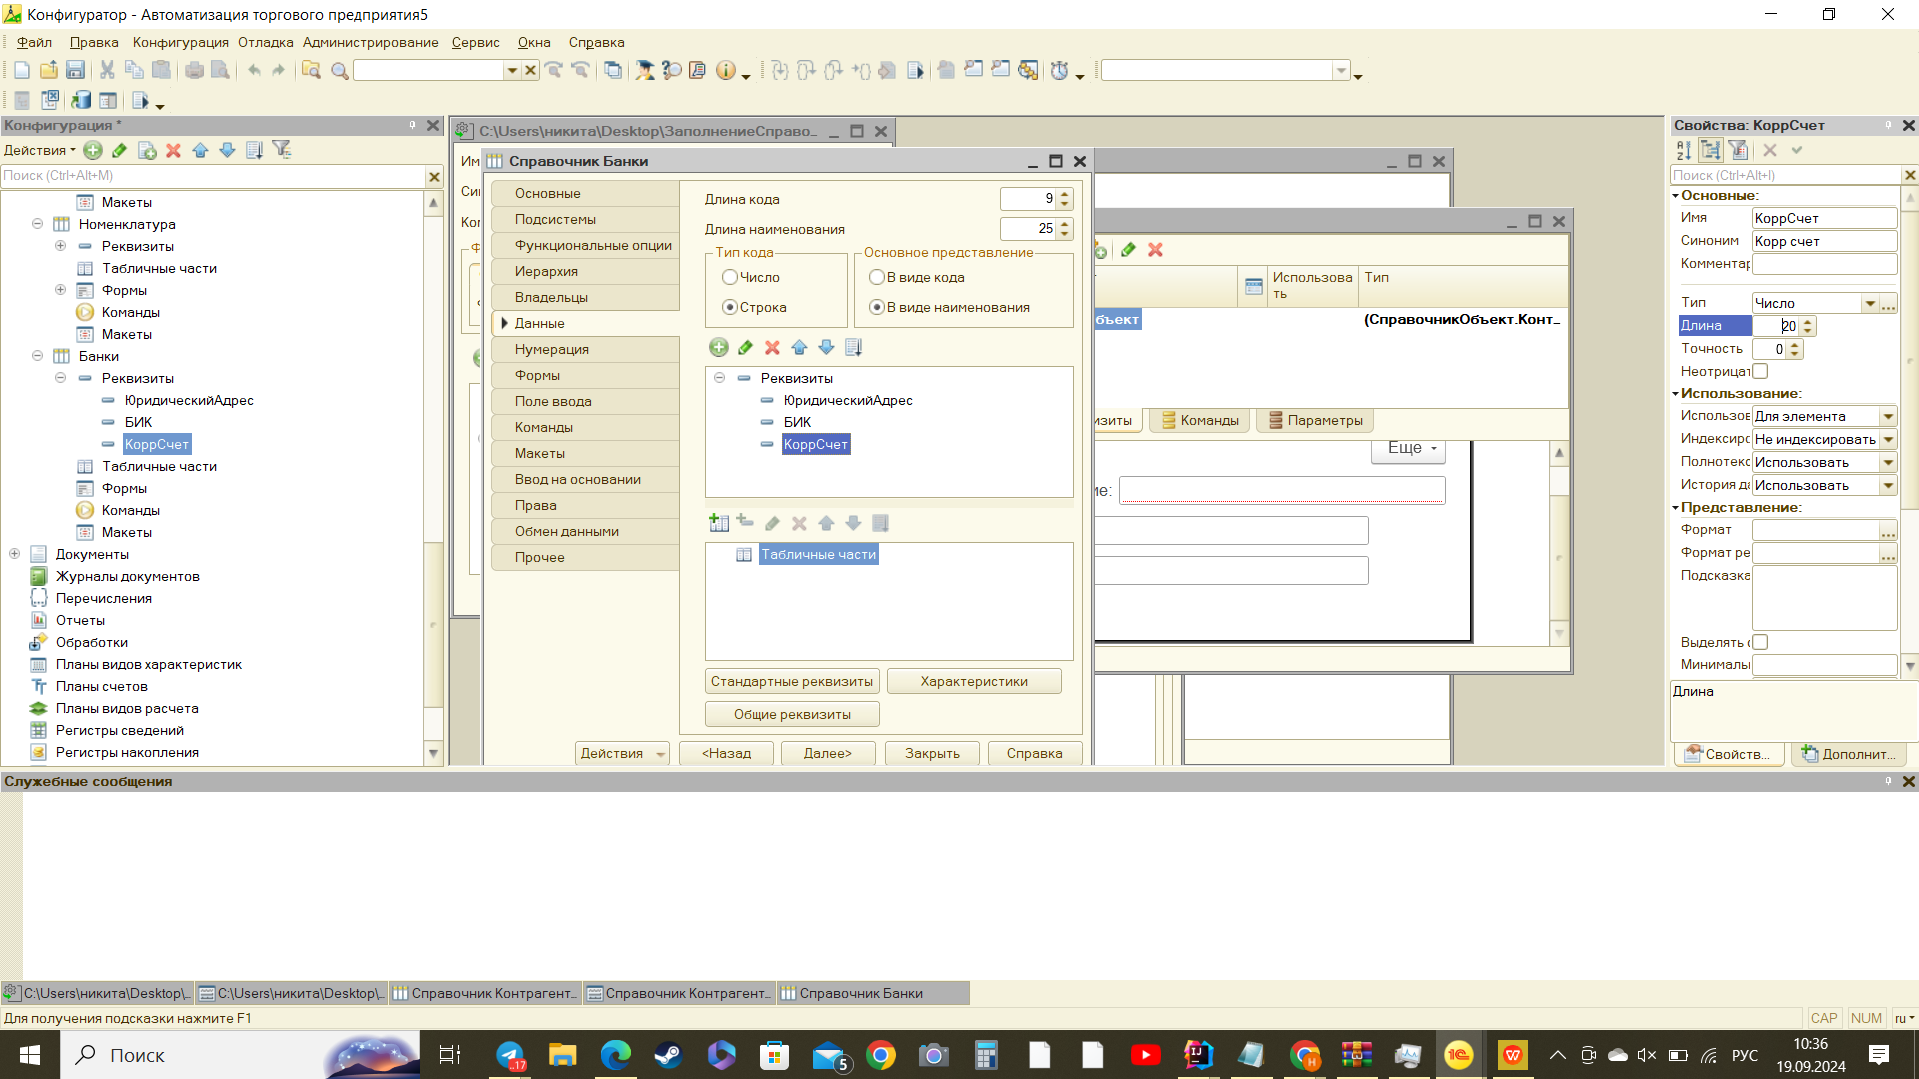 Конфигуратор - Автоматизация торгового предприятия5
Файл Правка Конфигурация Отладка Администрирование Сервис Окна Справка
Конфигурация *
Действия
Поиск (Ctrl+Alt+M)
Макеты
Номенклатура
Реквизиты
Табличные части
Формы
Команды
Макеты
Банки
Реквизиты
ЮридическийАдрес
БИК
КоррСчет
Табличные части
Формы
Команды
Макеты
Документы
Журналы документов
Перечисления
Отчеты
Обработки
Планы видов характеристик
Планы счетов
Планы видов расчета
Регистры сведений
Регистры накопления
C:\Users\никита\Desktop\ЗаполнениеСправо...
Им
Си
Ко
Справочник Банки
Основные
Подсистемы
Функциональные опции
Иерархия
Владельцы
Данные
Нумерация
Формы
Поле ввода
Команды
Макеты
Ввод на основании
Права
Обмен данными
Прочее
Длина кода 9
Длина наименования 25
Тип кода
Число
Строка
Основное представление
В виде кода
В виде наименования
Реквизиты
ЮридическийАдрес
БИК
КоррСчет
Табличные части
Стандартные реквизиты Характеристики
Общие реквизиты
Действия <Назад Далее> Закрыть Справка
Использова
ть
Тип
бъект (СправочникОбъект.Конт...
изиты Команды Параметры
Еще
ие:
Свойства: КоррСчет
Поиск (Ctrl+Alt+I)
Основные:
Имя КоррСчет
Синоним Корр счет
Комментар
Тип Число
Длина 20
Точность 0
Неотрицат
Использование:
Использов Для элемента
Индексиро Не индексировать
Полнотекс Использовать
История да Использовать
Представление:
Формат
Формат ре
Подсказка
Выделять о
Минималы
Длина
Свойств... Дополнит...
Служебные сообщения
C:\Users\никита\Desktop\... C:\Users\никита\Desktop\... Справочник Контрагент... Справочник Контрагент... Справочник Банки
Для получения подсказки нажмите F1
CAP NUM ru
Поиск
..17
5
РУС
10:36
19.09.2024